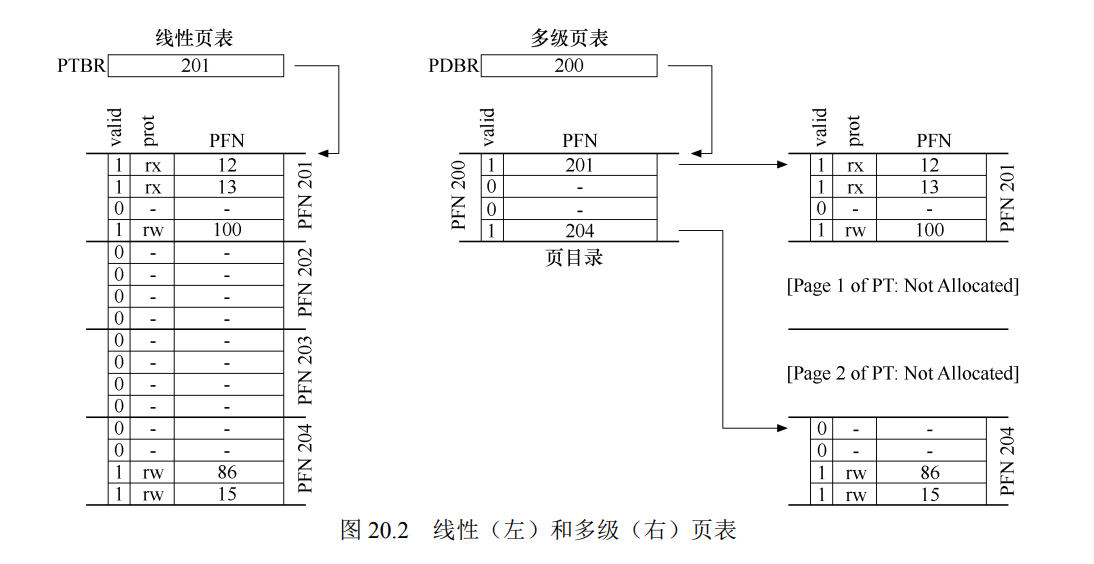 线性页表
PTBR 201
valid prot PFN
1 rx 12
1 rx 13
0 - -
1 rw 100
PFN 201
0 - -
0 - -
0 - -
0 - -
PFN 202
0 - -
0 - -
0 - -
0 - -
PFN 203
0 - -
0 - -
1 rw 86
1 rw 15
PFN 204
多级页表
PDBR 200
valid PFN
PFN 200
1 201
0 -
0 -
1 204
页目录
valid prot PFN
1 rx 12
1 rx 13
0 - -
1 rw 100
PFN 201
[Page 1 of PT: Not Allocated]
[Page 2 of PT: Not Allocated]
0 - -
0 - -
1 rw 86
1 rw 15
PFN 204
图 20.2 线性（左）和多级（右）页表